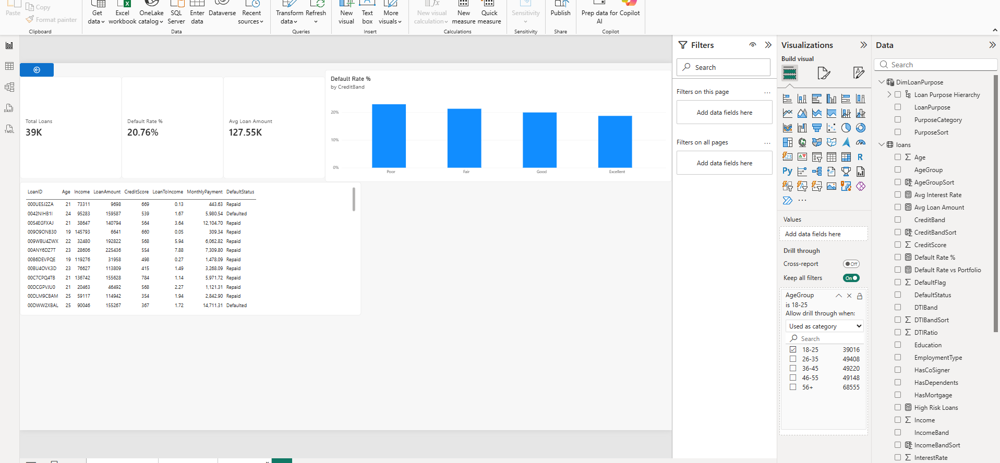 Paste
Copy
Format painter
Clipboard
Get data
Excel workbook
OneLake catalog
SQL Server
Enter data
Dataverse
Recent sources
Data
Transform data
Refresh
Queries
New visual
Text box
More visuals
Insert
New visual calculation
New measure
Quick measure
Calculations
Sensitivity
Sensitivity
Publish
Share
Prep data for AI
Copilot
Copilot
DAX
TMDL
Total Loans
39K
Default Rate %
20.76%
Avg Loan Amount
127.55K
Default Rate %
by CreditBand
20%
10%
0%
Poor Fair Good Excellent
LoanID Age Income LoanAmount CreditScore LoanToIncome MonthlyPayment DefaultStatus
000UE5J2ZA 21 73311 9698 669 0.13 443.63 Repaid
0042NIHB1I 24 95283 159587 539 1.67 5,980.54 Defaulted
0054EGFXAJ 21 38647 140794 564 3.64 12,104.70 Repaid
009O9ONB30 19 145793 6641 660 0.05 309.34 Repaid
009WBU4ZWX 22 32480 192822 568 5.94 6,062.82 Repaid
00ANY6DZ7T 23 28606 225436 554 7.88 7,309.80 Repaid
00B6DEVPQE 19 119276 31958 498 0.27 1,478.09 Repaid
00BU4OVK3D 23 76627 113809 415 1.49 3,268.09 Repaid
00C7CPQ4TB 21 136742 155628 784 1.14 5,971.72 Repaid
00DCGPVJU0 21 20463 46492 568 2.27 1,121.31 Repaid
00DLM9CBAM 25 59117 114942 354 1.94 2,842.90 Repaid
00DWW2XBAL 25 90046 155267 367 1.72 14,711.31 Defaulted
Filters
Search
Filters on this page
Add data fields here
Filters on all pages
Add data fields here
Visualizations
Build visual
123
R
Py
Values
Add data fields here
Drill through
Cross-report Off
Keep all filters On
AgeGroup
is 18-25
Allow drill through when:
Used as category
Search
18-25 39016
26-35 49408
36-45 49220
46-55 49148
56+ 68555
Data
Search
DimLoanPurpose
Loan Purpose Hierarchy
LoanPurpose
PurposeCategory
PurposeSort
loans
Age
AgeGroup
AgeGroupSort
Avg Interest Rate
Avg Loan Amount
CreditBand
CreditBandSort
CreditScore
Default Rate %
Default Rate vs Portfolio
DefaultFlag
DefaultStatus
DTIBand
DTIBandSort
DTIRatio
Education
EmploymentType
HasCoSigner
HasDependents
HasMortgage
High Risk Loans
Income
IncomeBand
IncomeBandSort
InterestRate